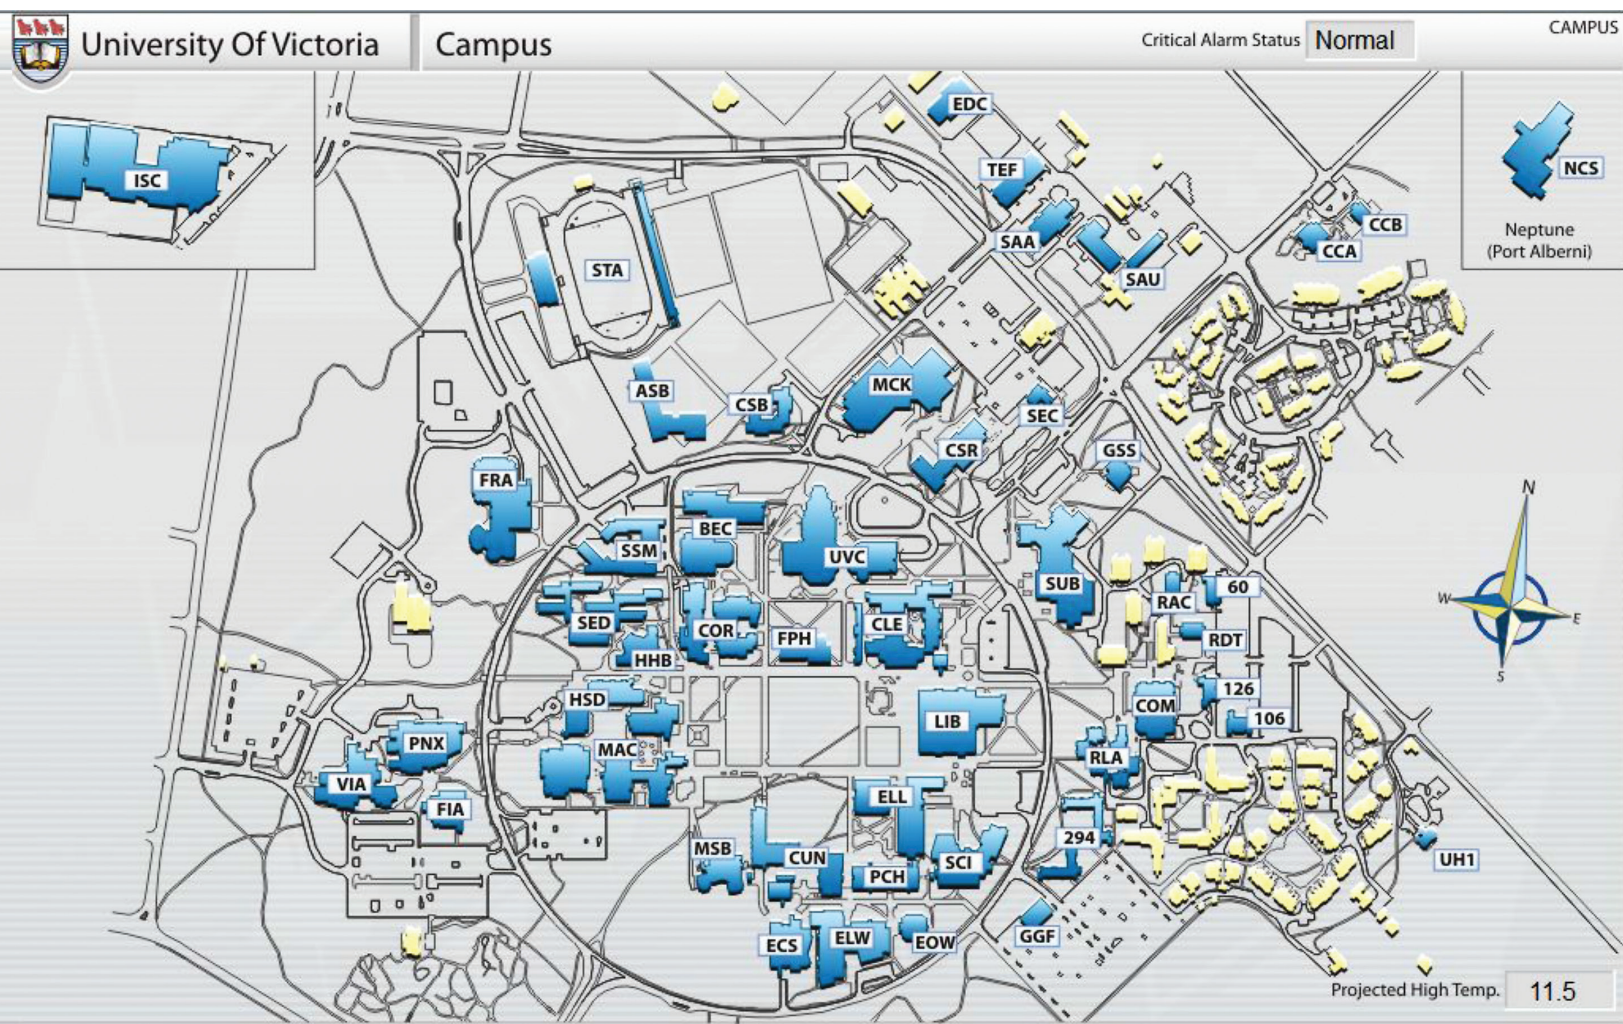 University Of Victoria
Campus
Critical Alarm Status
Normal
CAMPUS
ISC
EDC
NCS
Neptune
(Port Alberni)
TEF
SAA
SAU
CCB
CCA
STA
ASB
CSB
MCK
SEC
CSR
GSS
FRA
BEC
SSM
UVC
SUB
60
RAC
SED
COR
FPH
CLE
RDT
HHB
HSD
126
COM
106
LIB
PNX
MAC
RLA
VIA
FIA
ELL
294
MSB
CUN
SCI
PCH
UH1
ECS
ELW
EOW
GGF
N
W
E
S
Projected High Temp.
11.5